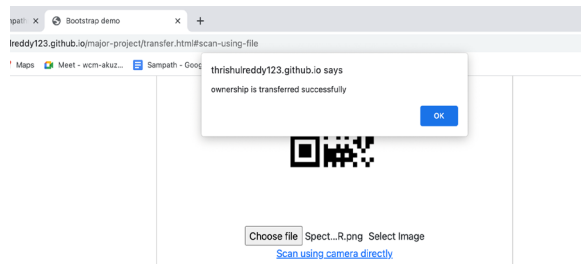 npath
Bootstrap demo
lreddy123.github.io/major-project/transfer.html#scan-using-file
Maps Meet - wcm-akuz... Sampath - Goog
thrishulreddy123.github.io says
ownership is transferred successfully
OK
Choose file Spect...R.png Select Image
Scan using camera directly